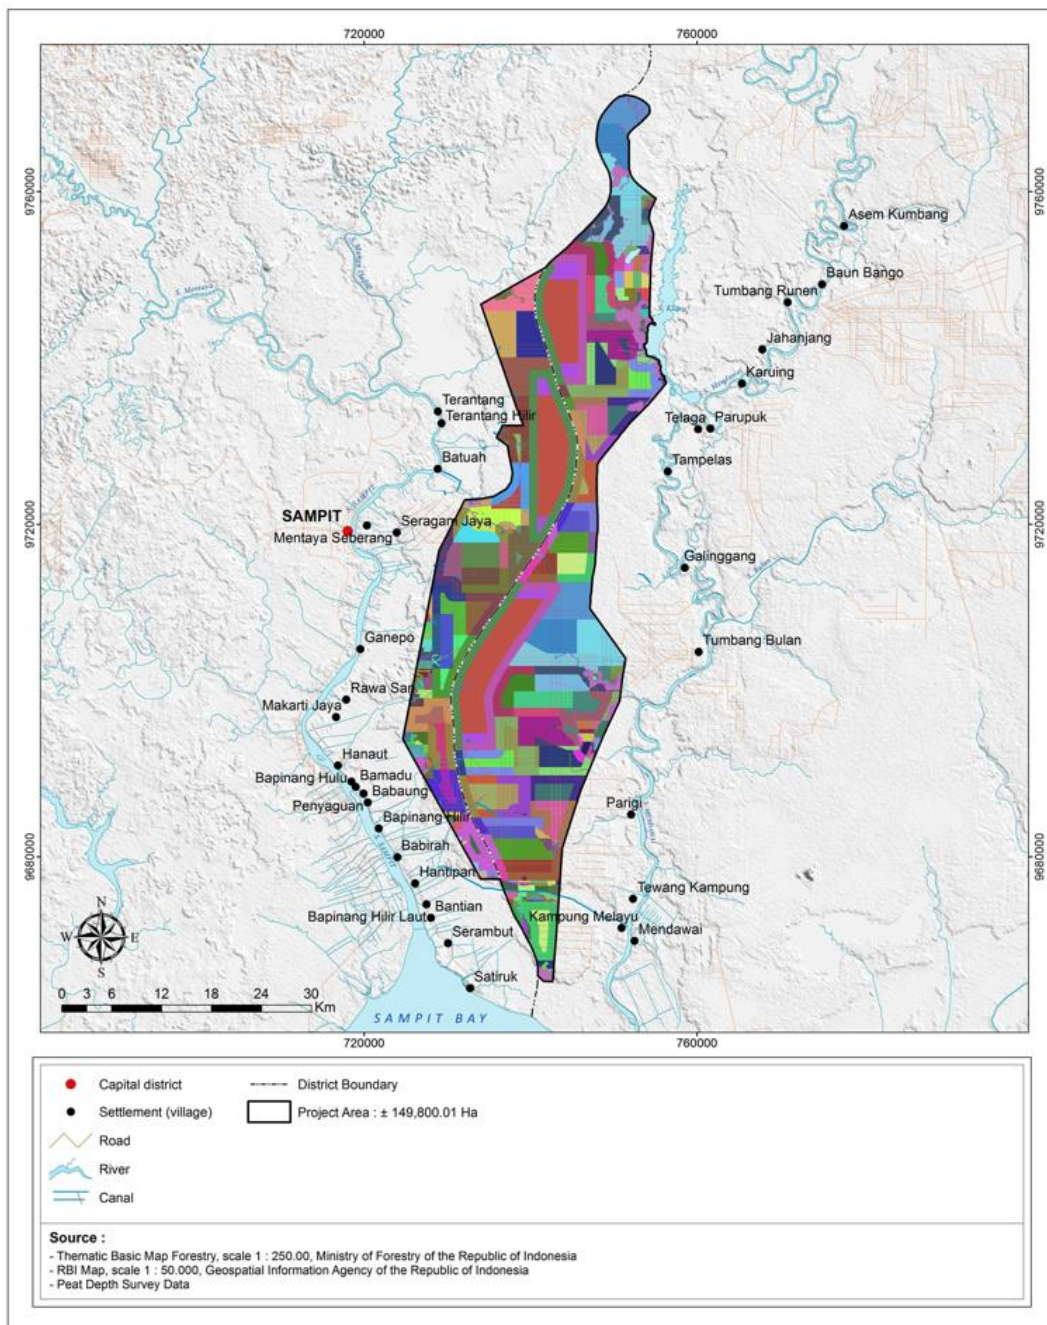 720000
760000
9760000
9760000
Asem Kumbang
Baun Bango
Tumbang Runen
S. Mentaya
Jahanjang
Karuing
Terantang
Terantang Hilir
Telaga
Parupuk
Batuah
Tampelas
S. SAMPIT
SAMPIT
Seragam Jaya
Mentaya Seberang
9720000
9720000
Galinggang
Ganepo
Tumbang Bulan
Rawa Sari
Makarti Jaya
Hanaut
Bapinang Hulu
Bamadu
Babaung
Penyaguan
Parigi
Bapinang Hilir
S. SAMPIT
Babirah
9680000
9680000
Hantipan
Tewang Kampung
Bantian
Bapinang Hilir Laut
Kampung Melayu
Mendawai
Serambut
Satiruk
N
W
E
S
0 3 6 12 18 24 30
Km
SAMPIT BAY
720000
760000
Capital district
District Boundary
Settlement (village)
Project Area : ± 149,800.01 Ha
Road
River
Canal
Source :
- Thematic Basic Map Forestry, scale 1 : 250.00, Ministry of Forestry of the Republic of Indonesia
- RBI Map, scale 1 : 50.000, Geospatial Information Agency of the Republic of Indonesia
- Peat Depth Survey Data